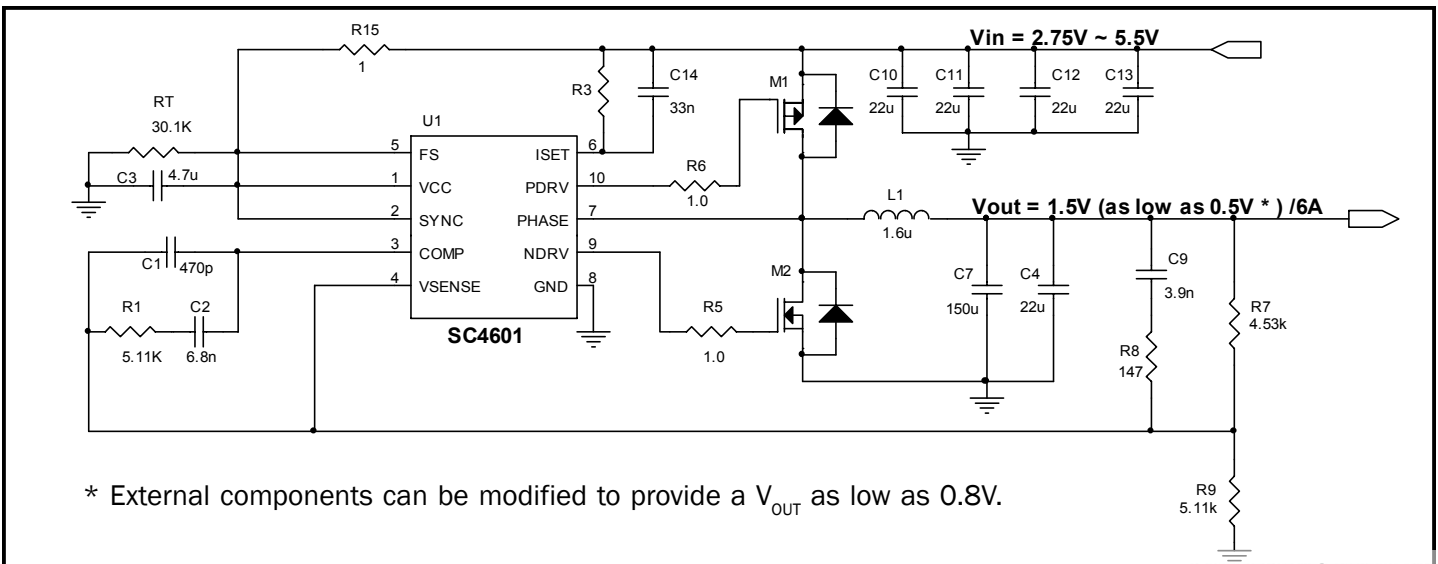 R15
1
Vin = 2.75V ~ 5.5V
RT
30.1K
R3
C14
33n
M1
C10
22u
C11
22u
C12
22u
C13
22u
U1
5
FS
ISET
6
C3
4.7u
1
VCC
PDRV
10
R6
1.0
2
SYNC
PHASE
7
L1
1.6u
Vout = 1.5V (as low as 0.5V * ) /6A
C1
470p
3
COMP
NDRV
9
M2
4
VSENSE
GND
8
R1
5.11K
C2
6.8n
SC4601
R5
1.0
C7
150u
C4
22u
C9
3.9n
R7
4.53k
R8
147
* External components can be modified to provide a VOUT as low as 0.8V.
R9
5.11k